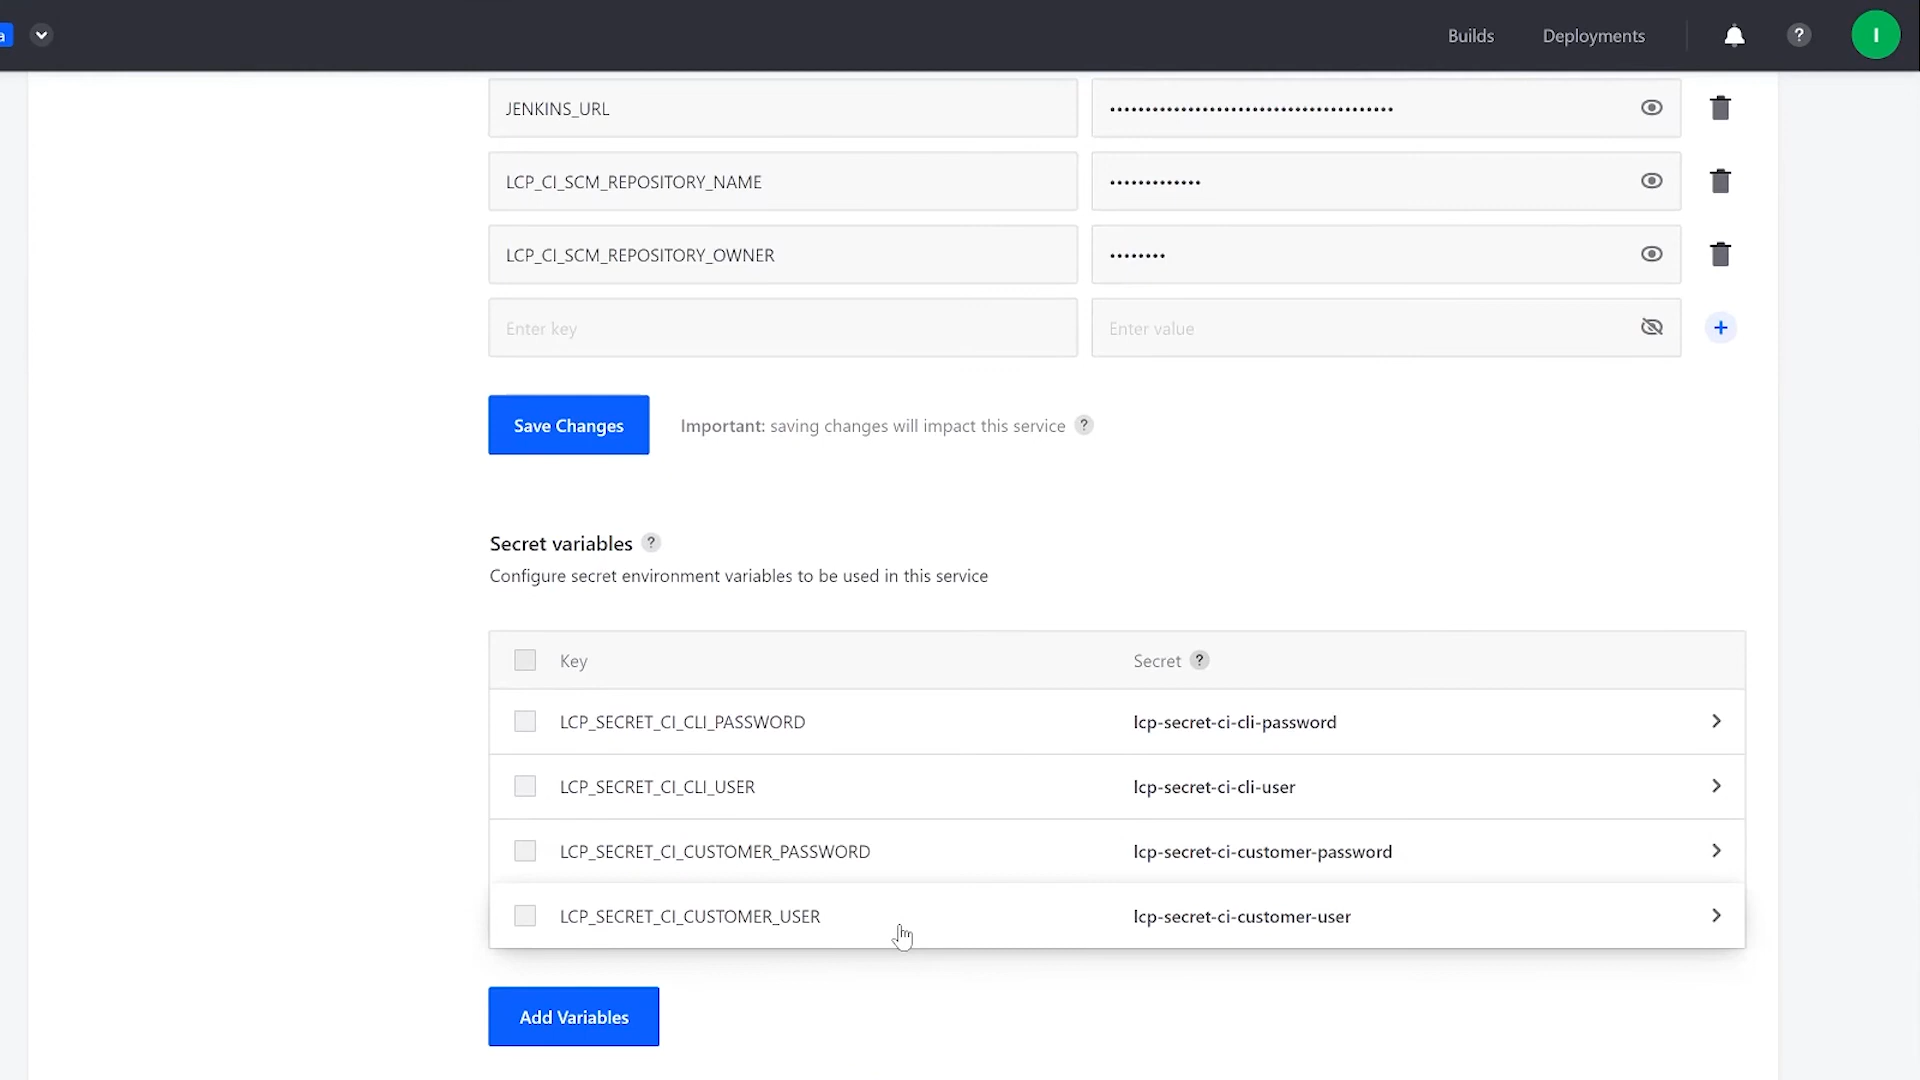 a
Builds
Deployments
?
I
JENKINS_URL
••••••••••••••••••••••••••••••••••••••••
LCP_CI_SCM_REPOSITORY_NAME
•••••••••••••
LCP_CI_SCM_REPOSITORY_OWNER
••••••••
Enter key
Enter value
+
Save Changes
Important: saving changes will impact this service ?
Secret variables ?
Configure secret environment variables to be used in this service
Key
Secret ?
LCP_SECRET_CI_CLI_PASSWORD
lcp-secret-ci-cli-password
LCP_SECRET_CI_CLI_USER
lcp-secret-ci-cli-user
LCP_SECRET_CI_CUSTOMER_PASSWORD
lcp-secret-ci-customer-password
LCP_SECRET_CI_CUSTOMER_USER
lcp-secret-ci-customer-user
Add Variables